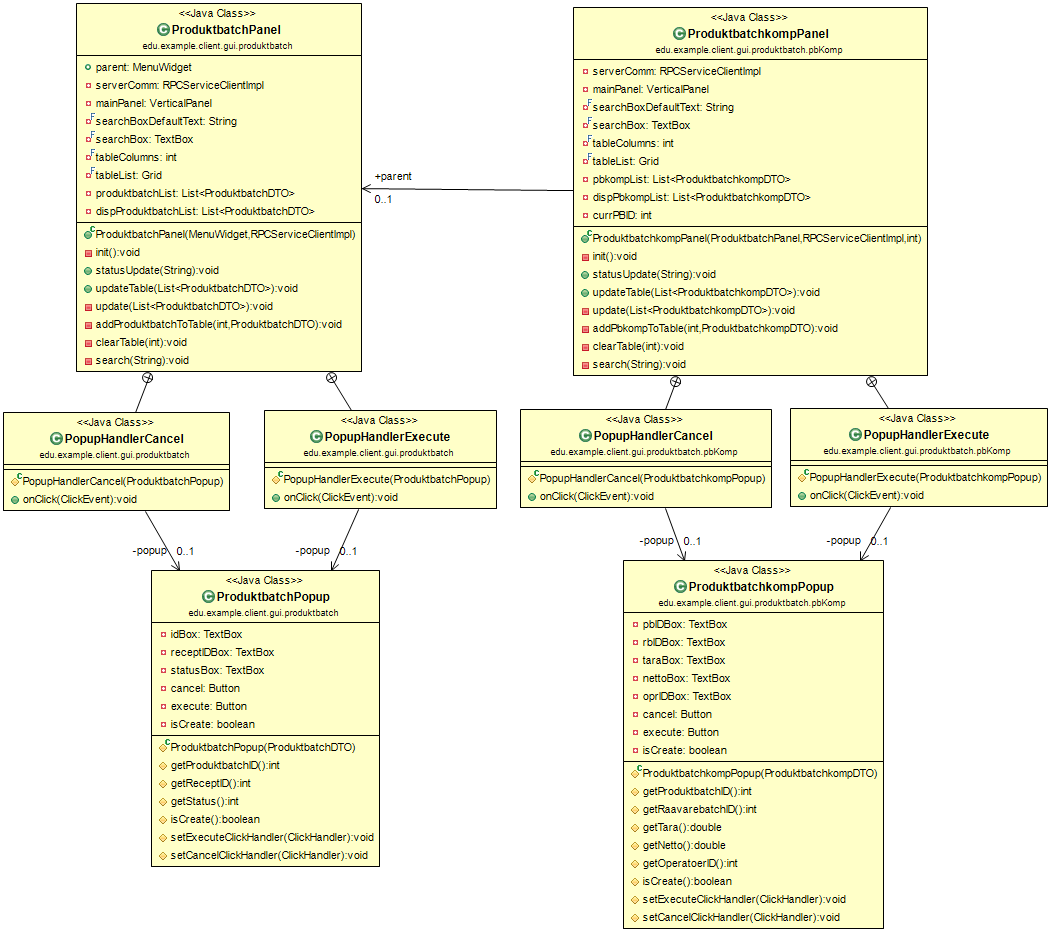 <<Java Class>>
ProduktbatchPanel
edu.example.client.gui.produktbatch
parent: MenuWidget
serverComm: RPCServiceClientImpl
mainPanel: VerticalPanel
searchBoxDefaultText: String
searchBox: TextBox
tableColumns: int
tableList: Grid
produktbatchList: List<ProduktbatchDTO>
dispProduktbatchList: List<ProduktbatchDTO>
ProduktbatchPanel(MenuWidget,RPCServiceClientImpl)
init():void
statusUpdate(String):void
updateTable(List<ProduktbatchDTO>):void
update(List<ProduktbatchDTO>):void
addProduktbatchToTable(int,ProduktbatchDTO):void
clearTable(int):void
search(String):void
+parent
0..1
<<Java Class>>
ProduktbatchkompPanel
edu.example.client.gui.produktbatch.pbKomp
serverComm: RPCServiceClientImpl
mainPanel: VerticalPanel
searchBoxDefaultText: String
searchBox: TextBox
tableColumns: int
tableList: Grid
pbkompList: List<ProduktbatchkompDTO>
dispPbkompList: List<ProduktbatchkompDTO>
currPBID: int
ProduktbatchkompPanel(ProduktbatchPanel,RPCServiceClientImpl,int)
init():void
statusUpdate(String):void
updateTable(List<ProduktbatchkompDTO>):void
update(List<ProduktbatchkompDTO>):void
addPbkompToTable(int,ProduktbatchkompDTO):void
clearTable(int):void
search(String):void
<<Java Class>>
PopupHandlerCancel
edu.example.client.gui.produktbatch
PopupHandlerCancel(ProduktbatchPopup)
onClick(ClickEvent):void
<<Java Class>>
PopupHandlerExecute
edu.example.client.gui.produktbatch
PopupHandlerExecute(ProduktbatchPopup)
onClick(ClickEvent):void
<<Java Class>>
PopupHandlerCancel
edu.example.client.gui.produktbatch.pbKomp
PopupHandlerCancel(ProduktbatchkompPopup)
onClick(ClickEvent):void
<<Java Class>>
PopupHandlerExecute
edu.example.client.gui.produktbatch.pbKomp
PopupHandlerExecute(ProduktbatchkompPopup)
onClick(ClickEvent):void
-popup 0..1
-popup 0..1
-popup 0..1
-popup 0..1
<<Java Class>>
ProduktbatchPopup
edu.example.client.gui.produktbatch
idBox: TextBox
receptIDBox: TextBox
statusBox: TextBox
cancel: Button
execute: Button
isCreate: boolean
ProduktbatchPopup(ProduktbatchDTO)
getProduktbatchID():int
getReceptID():int
getStatus():int
isCreate():boolean
setExecuteClickHandler(ClickHandler):void
setCancelClickHandler(ClickHandler):void
<<Java Class>>
ProduktbatchkompPopup
edu.example.client.gui.produktbatch.pbKomp
pbIDBox: TextBox
rbIDBox: TextBox
taraBox: TextBox
nettoBox: TextBox
oprIDBox: TextBox
cancel: Button
execute: Button
isCreate: boolean
ProduktbatchkompPopup(ProduktbatchkompDTO)
getProduktbatchID():int
getRaavarebatchID():int
getTara():double
getNetto():double
getOperatoerID():int
isCreate():boolean
setExecuteClickHandler(ClickHandler):void
setCancelClickHandler(ClickHandler):void